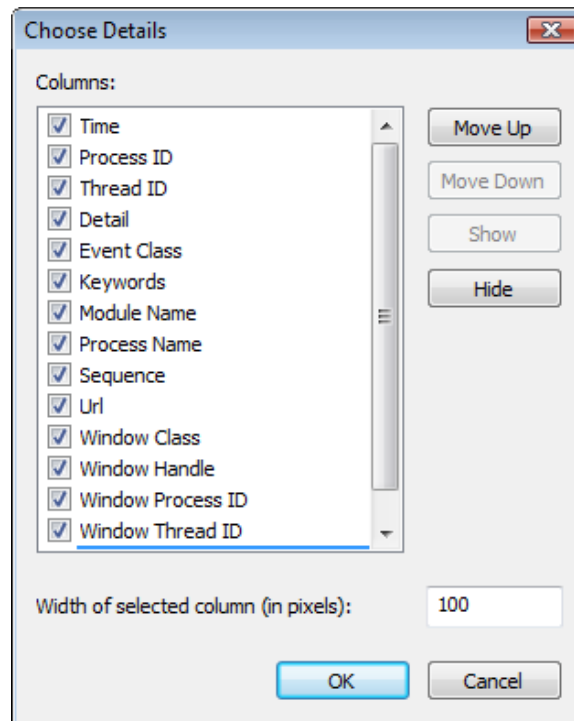 Choose Details
Columns:
Time
Process ID
Thread ID
Detail
Event Class
Keywords
Module Name
Process Name
Sequence
Url
Window Class
Window Handle
Window Process ID
Window Thread ID
Move Up
Move Down
Show
Hide
Width of selected column (in pixels):
100
OK
Cancel